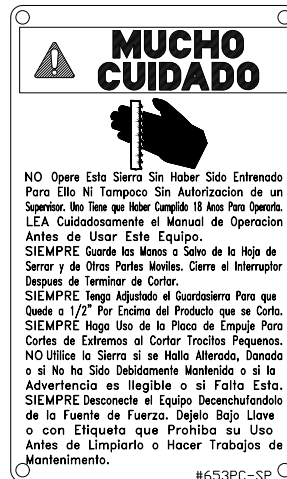 MUCHO
CUIDADO
NO Opere Esta Sierra Sin Haber Sido Entrenado
Para Ello Ni Tampoco Sin Autorizacion de un
Supervisor. Uno Tiene que Haber Cumplido 18 Anos Para Operarla.
LEA Cuidadosamente el Manual de Operacion
Antes de Usar Este Equipo.
SIEMPRE Guarde las Manos a Salvo de la Hoja de
Serrar y de Otras Partes Moviles. Cierre el Interruptor
Despues de Terminar de Cortar.
SIEMPRE Tenga Adjustado el Guardasierra Para que
Quede a 1/2" Por Encima del Producto que se Corta.
SIEMPRE Haga Uso de la Placa de Empuje Para
Cortes de Extremos al Cortar Trocitos Pequenos.
NO Utilice la Sierra si se Halla Alterada, Danada
o si No ha Sido Debidamente Mantenida o si la
Advertencia es Ilegible o si Falta Esta.
SIEMPRE Desconecte el Equipo Decenchufandolo
de la Fuente de Fuerza. Dejelo Bajo Llave
o con Etiqueta que Prohiba su Uso
Antes de Limpiarlo o Hacer Trabajos de
Mantenimento.
#653PC-SP